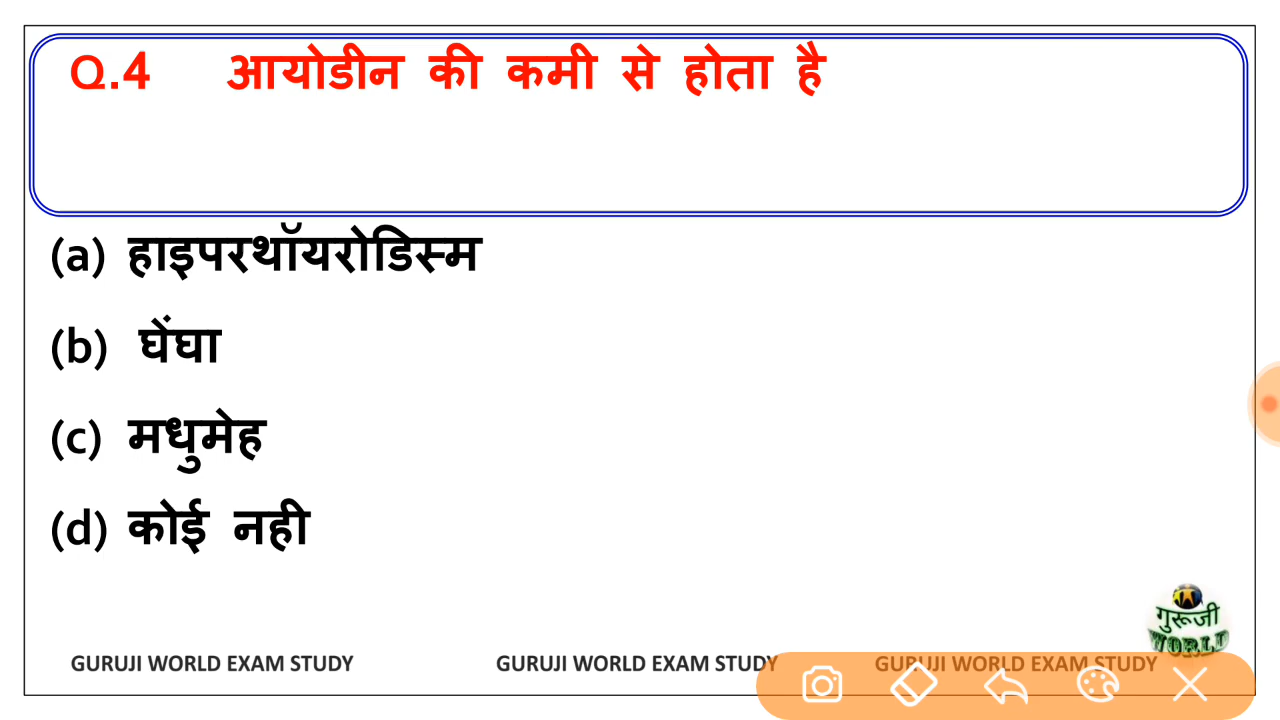 Q.4 आयोडीन की कमी से होता है
(a) हाइपरथॉयरोडिस्म
(b) घेंघा
(c) मधुमेह
(d) कोई नही
गुरूजी
WORLD
GURUJI WORLD EXAM STUDY GURUJI WORLD EXAM STUDY GURUJI WORLD EXAM STUDY